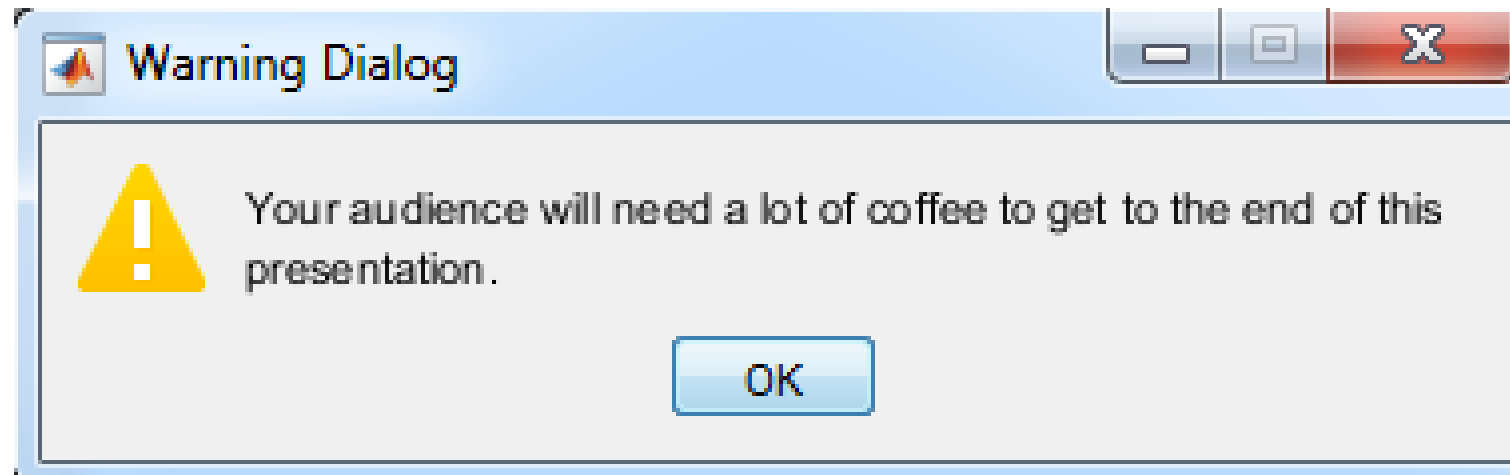 Warning Dialog
Your audience will need a lot of coffee to get to the end of this
presentation.
OK